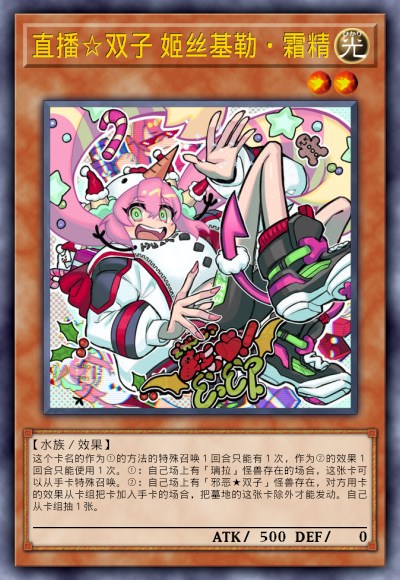 直播☆双子 姬丝基勒·霜精
光
【水族／效果】
这个卡名的作为①的方法的特殊召唤1回合只能有1次，作为②的效果1
回合只能使用1次。①：自己场上有「璃拉」怪兽存在的场合，这张卡可
以从手卡特殊召唤。②：自己场上有「邪恶★双子」怪兽存在，对方用卡
的效果从卡组把卡加入手卡的场合，把墓地的这张卡除外才能发动。自己
从卡组抽1张。
ATK/ 500 DEF/ 0